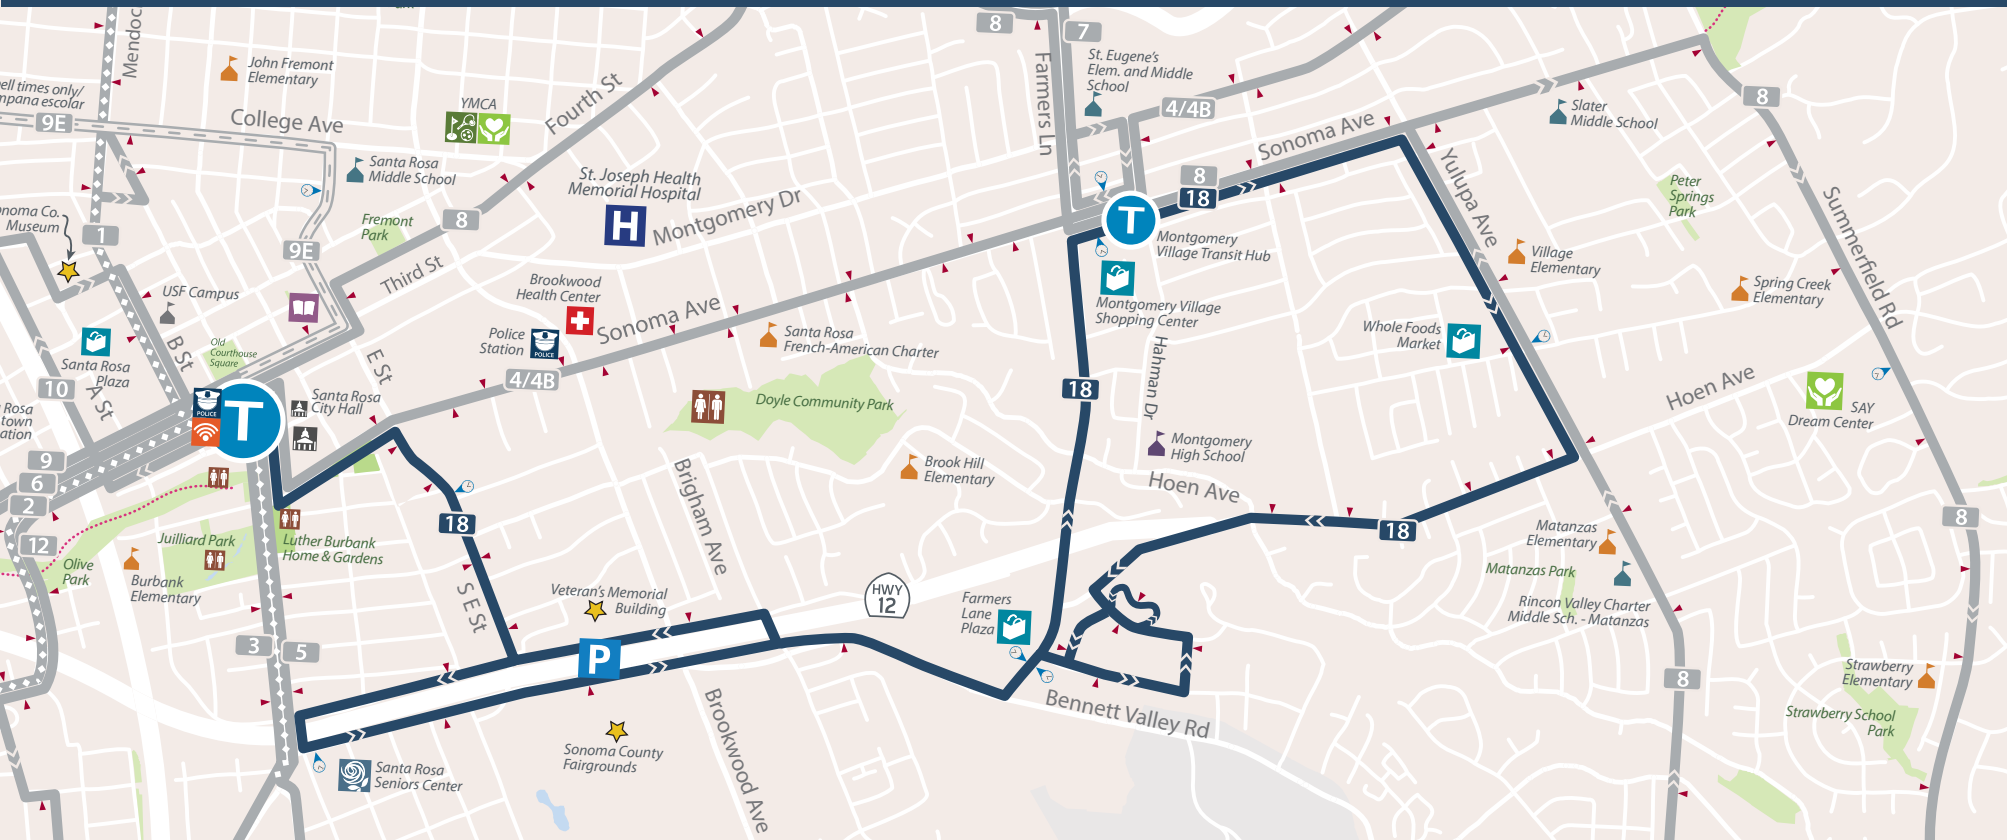 Mendoc
John Fremont
Elementary
ell times only/
mpana escolar
9E
College Ave
YMCA
Fourth St
8
7
Farmers Ln
St. Eugene's
Elem. and Middle
School
4/4B
Sonoma Ave
8
18
Slater
Middle School
8
Santa Rosa
Middle School
St. Joseph Health
Memorial Hospital
H
Montgomery Dr
Fremont
Park
8
9E
Third St
noma Co.
Museum
1
USF Campus
B St
Old
Courthouse
Square
E St
Santa Rosa
Plaza
10
A St
Rosa
town
ation
POLICE
T
Santa Rosa
City Hall
9
6
2
12
Brookwood
Health Center
Police
Station
POLICE
Sonoma Ave
4/4B
Santa Rosa
French-American Charter
Doyle Community Park
Brook Hill
Elementary
T
Montgomery
Village Transit Hub
Montgomery Village
Shopping Center
Hahman Dr
18
Montgomery
High School
Hoen Ave
Yulupa Ave
Village
Elementary
Whole Foods
Market
Peter
Springs
Park
Summerfield Rd
Spring Creek
Elementary
Hoen Ave
SAY
Dream Center
18
8
Matanzas
Elementary
Matanzas Park
Rincon Valley Charter
Middle Sch. - Matanzas
8
Strawberry
Elementary
Strawberry School
Park
Juilliard Park
Olive
Park
Burbank
Elementary
Luther Burbank
Home & Gardens
18
S E St
Brigham Ave
Veteran's Memorial
Building
HWY
12
P
3
5
Farmers
Lane
Plaza
Bennett Valley Rd
Brookwood Ave
Sonoma County
Fairgrounds
Santa Rosa
Seniors Center